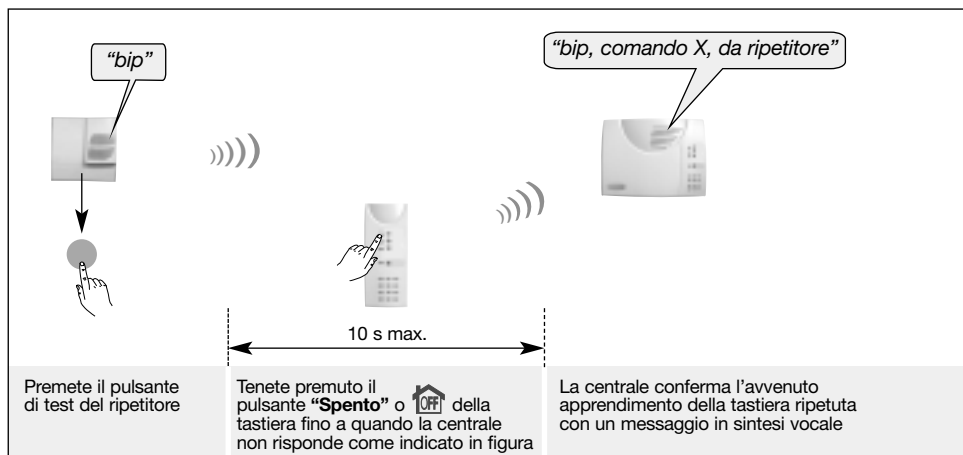 “bip”
“bip, comando X, da ripetitore”
10 s max.
Premete il pulsante
di test del ripetitore
Tenete premuto il
pulsante “Spento” o OFF della
tastiera fino a quando la centrale
non risponde come indicato in figura
La centrale conferma l’avvenuto
apprendimento della tastiera ripetuta
con un messaggio in sintesi vocale